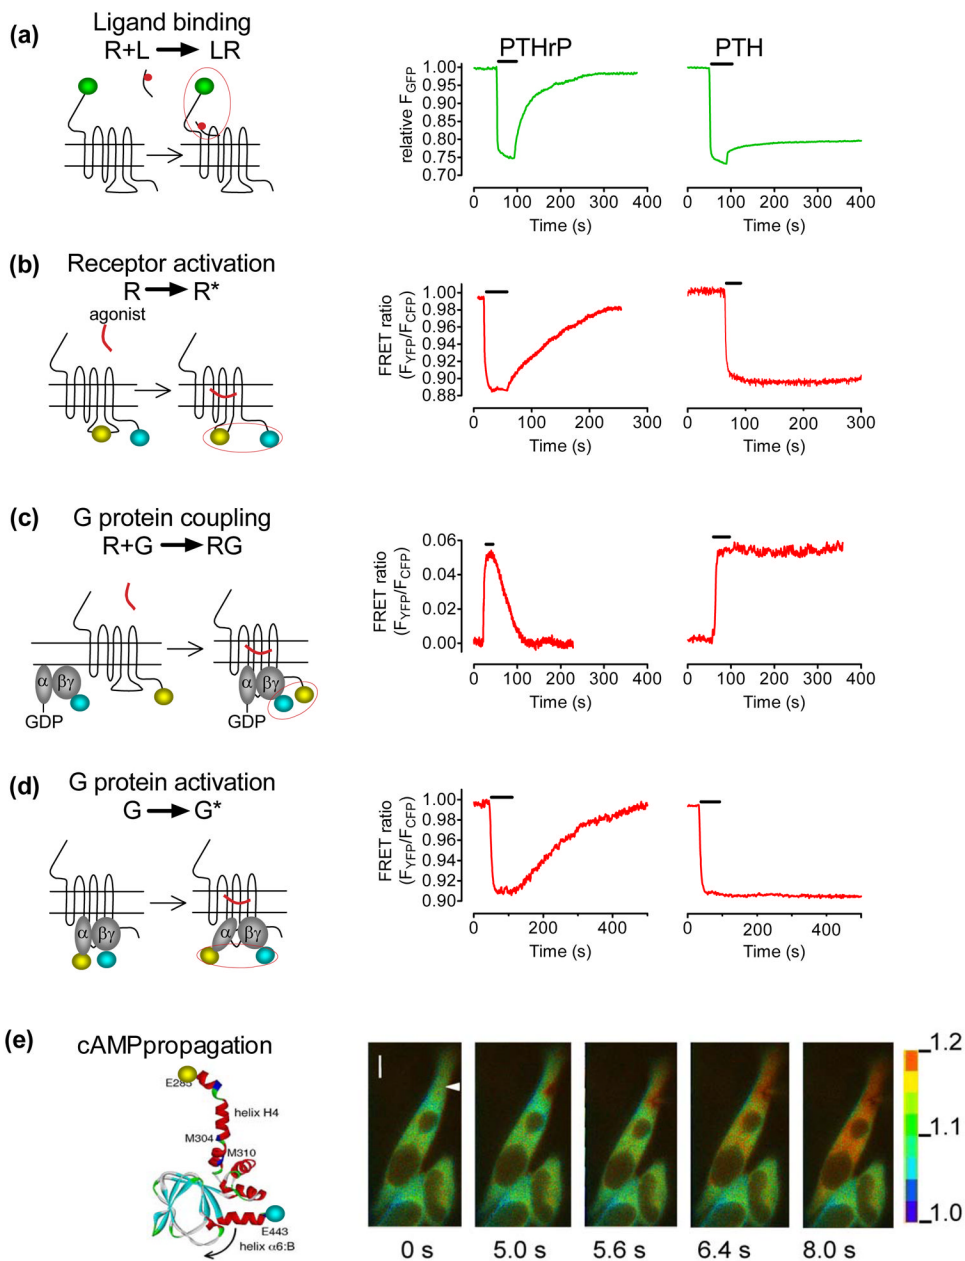 (a)
Ligand binding
R+L → LR
PTHrP
PTH
relative F_GFP
1.00
0.95
0.90
0.85
0.80
0.75
0.70
0 100 200 300 400
Time (s)
0 100 200 300 400
Time (s)
(b)
Receptor activation
R → R*
agonist
FRET ratio
(F_YFP/F_CFP)
1.00
0.98
0.96
0.94
0.92
0.90
0.88
0 100 200 300
Time (s)
0 100 200 300
Time (s)
(c)
G protein coupling
R+G → RG
α βγ
GDP
α βγ
GDP
FRET ratio
(F_YFP/F_CFP)
0.06
0.04
0.02
0.00
0 100 200 300 400
Time (s)
0 100 200 300 400
Time (s)
(d)
G protein activation
G → G*
α βγ
α βγ
FRET ratio
(F_YFP/F_CFP)
1.00
0.98
0.96
0.94
0.92
0.90
0 200 400
Time (s)
0 200 400
Time (s)
(e)
cAMPpropagation
E285
helix H4
M304
M310
E443
helix α6:B
0 s
5.0 s
5.6 s
6.4 s
8.0 s
1.2
1.1
1.0